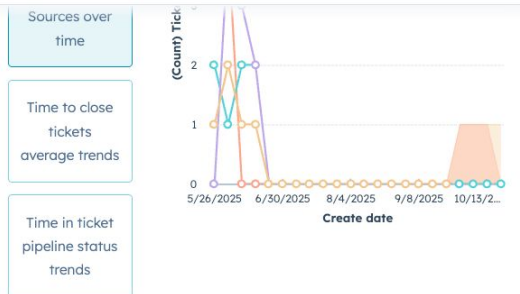 Sources over
time
Time to close
tickets
average trends
Time in ticket
pipeline status
trends
(Count) Tick
2
1
0
5/26/2025 6/30/2025 8/4/2025 9/8/2025 10/13/2...
Create date